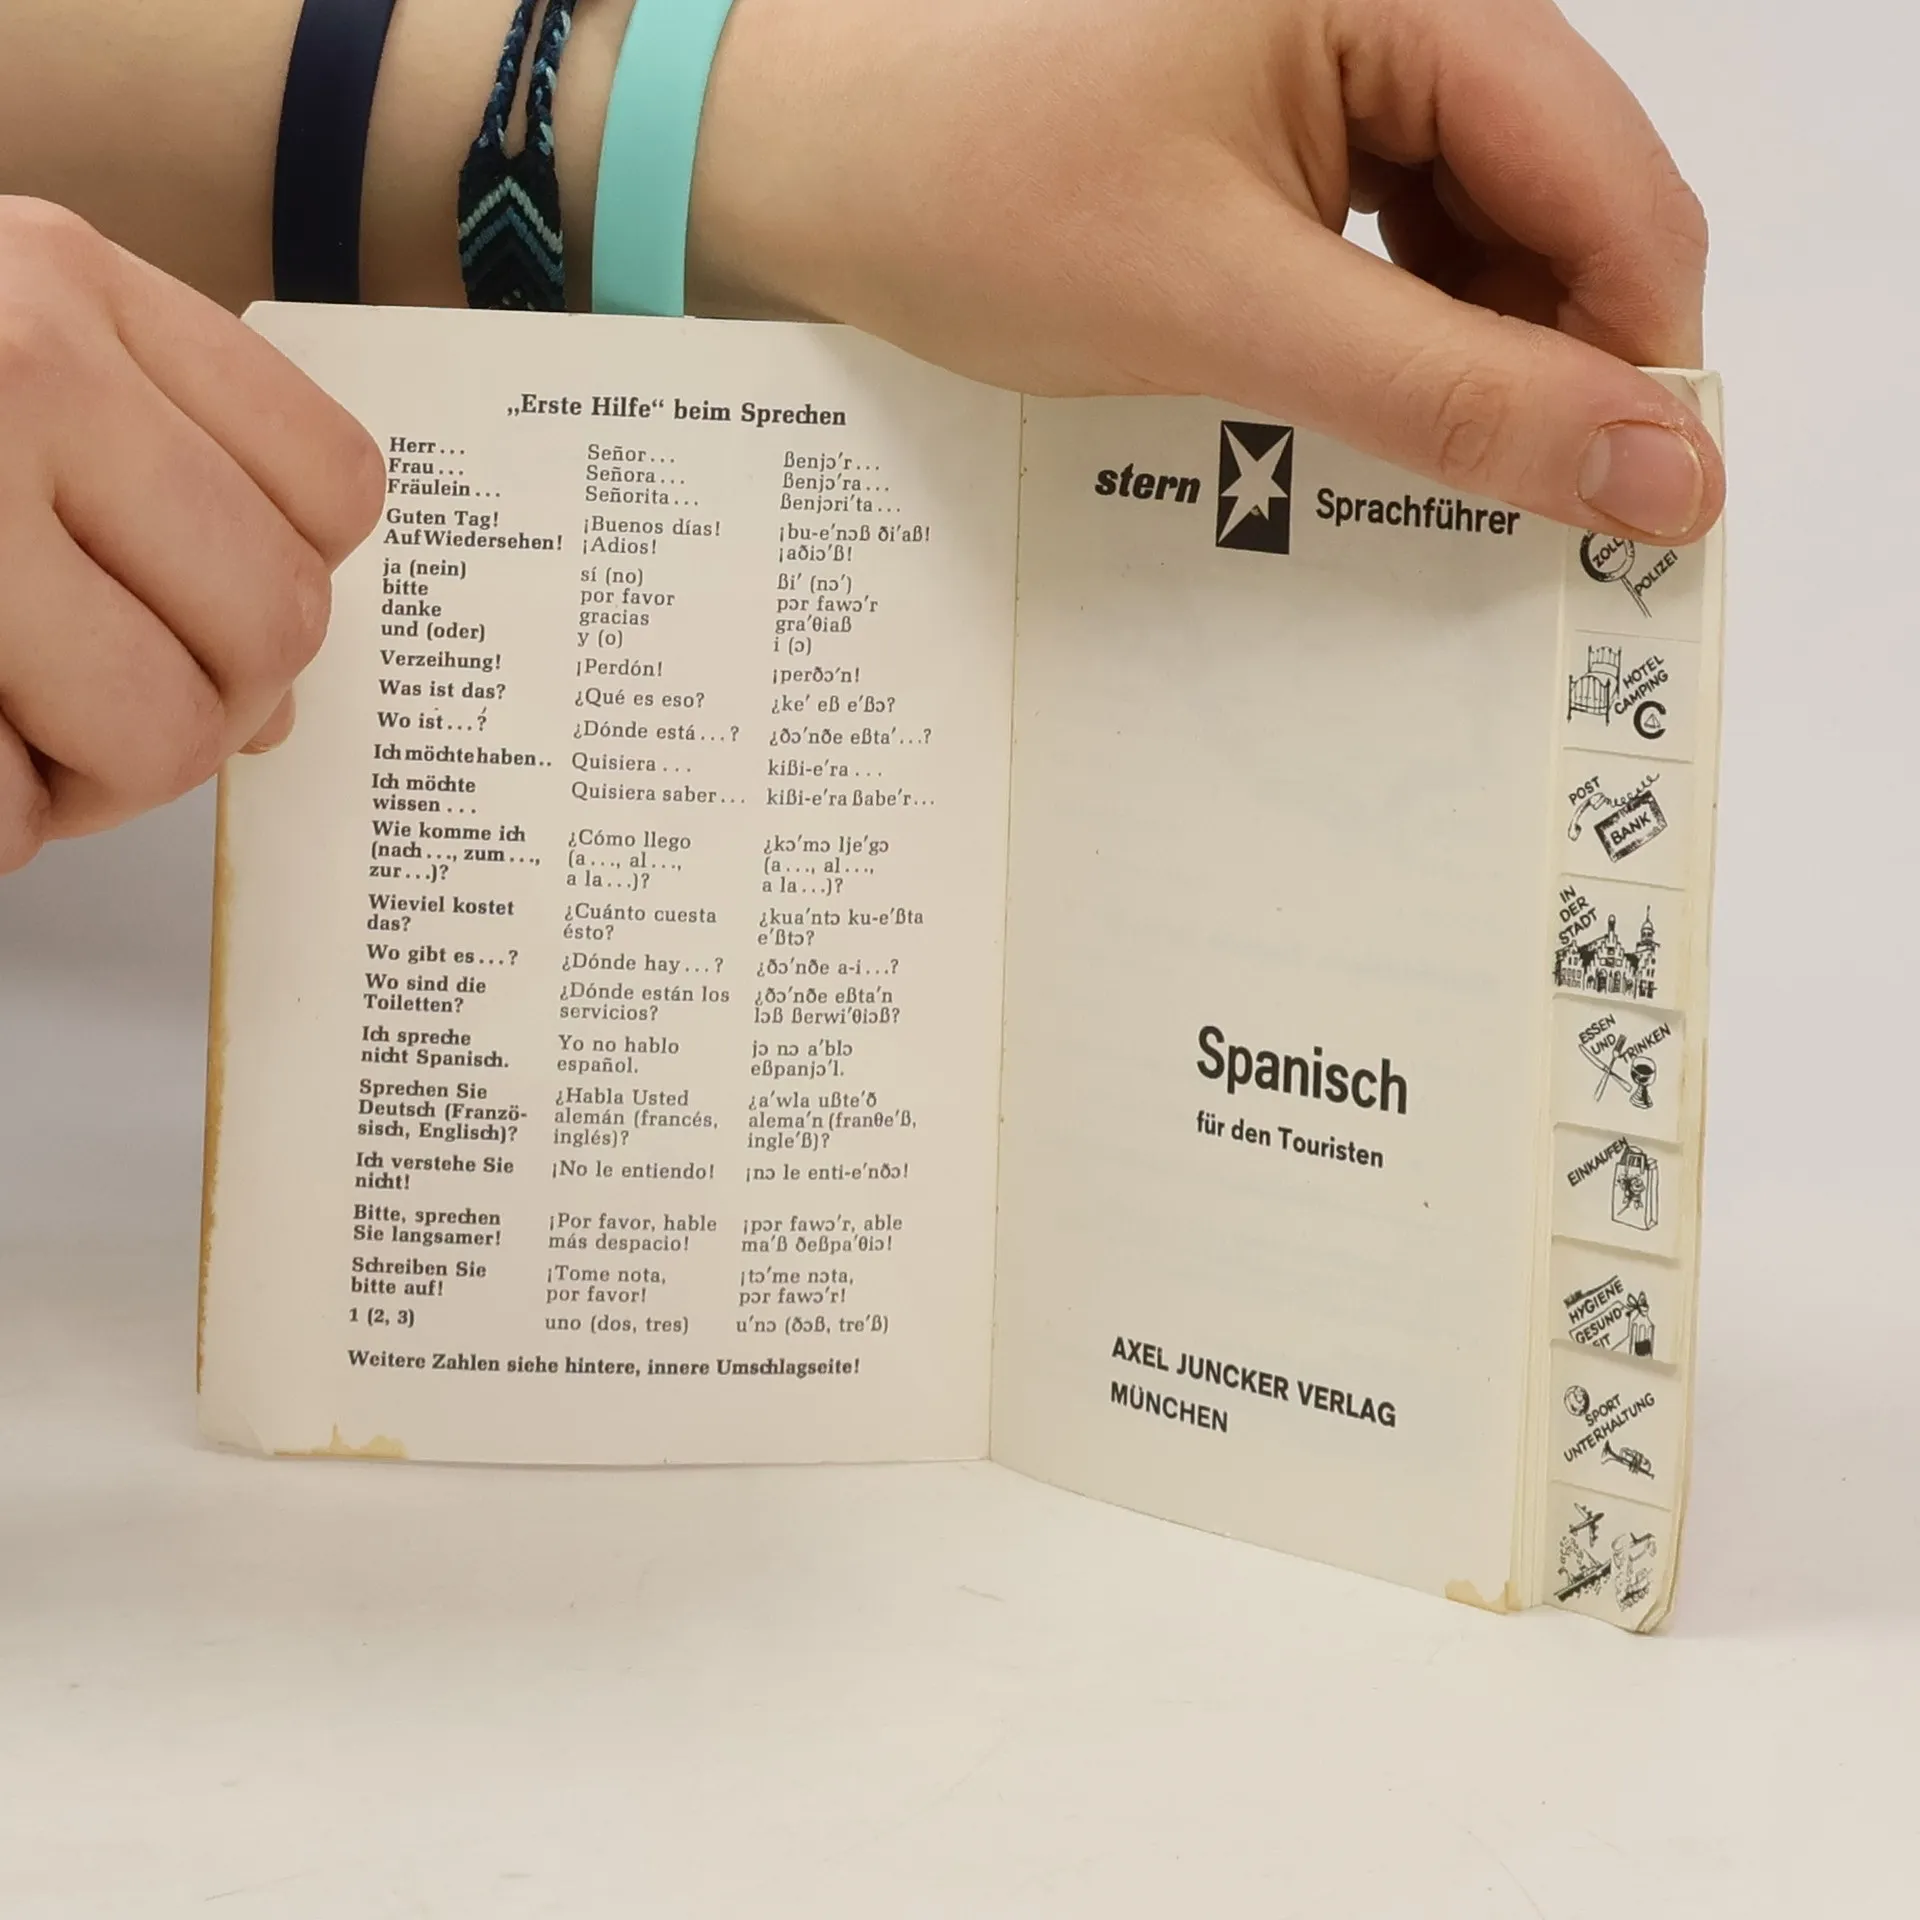 „Erste Hilfe“ beim Sprechen
Herr... Señor... ßenjɔ′r...
Frau... Señora... ßenjɔ′ra...
Fräulein... Señorita... ßenjɔri′ta...
Guten Tag! ¡Buenos días! ¡bu-e′nɔß ði′aß!
Auf Wiedersehen! ¡Adios! ¡aðiɔ′ß!
ja (nein) sí (no) ßi′ (nɔ′)
bitte por favor pɔr fawɔ′r
danke gracias gra′θiaß
und (oder) y (o) i (ɔ)
Verzeihung! ¡Perdón! ¡perðɔ′n!
Was ist das? ¿Qué es eso? ¿ke′ eß e′ßɔ?
Wo ist...? ¿Dónde está...? ¿ðɔ′nðe eßta′...?
Ich möchte haben.. Quisiera ... kißi-e′ra ...
Ich möchte Quisiera saber... kißi-e′ra ßabe′r...
wissen ...
Wie komme ich ¿Cómo llego ¿kɔ′mɔ lje′gɔ
(nach..., zum..., (a..., al..., (a..., al...,
zur...)? a la...)? a la...)?
Wieviel kostet ¿Cuánto cuesta ¿kua′ntɔ ku-e′ßta
das? ésto? e′ßtɔ?
Wo gibt es...? ¿Dónde hay...? ¿ðɔ′nðe a-i...?
Wo sind die ¿Dónde están los ¿ðɔ′nðe eßta′n
Toiletten? servicios? lɔß ßerwi′θiɔß?
Ich spreche Yo no hablo jɔ nɔ a′blɔ
nicht Spanisch. español. eßpanjɔ′l.
Sprechen Sie ¿Habla Usted ¿a′wla ußte′ð
Deutsch (Franzö- alemán (francés, alema′n (franθe′ß,
sisch, Englisch)? inglés)? ingle′ß)?
Ich verstehe Sie ¡No le entiendo! ¡nɔ le enti-e′nðɔ!
nicht!
Bitte, sprechen ¡Por favor, hable ¡pɔr fawɔ′r, able
Sie langsamer! más despacio! ma′ß ðeßpa′θiɔ!
Schreiben Sie ¡Tome nota, ¡tɔ′me nɔta,
bitte auf! por favor! pɔr fawɔ′r!
1 (2, 3) uno (dos, tres) u′nɔ (ðɔß, tre′ß)
Weitere Zahlen siehe hintere, innere Umschlagseite!
stern Sprachführer
Spanisch
für den Touristen
AXEL JUNCKER VERLAG
MÜNCHEN
ZOLL
POLIZEI
HOTEL
CAMPING
POST
BANK
IN
DER
STADT
ESSEN
UND
TRINKEN
EINKAUFEN
HYGIENE
GESUND-
EIT
SPORT
UNTERHALTUNG